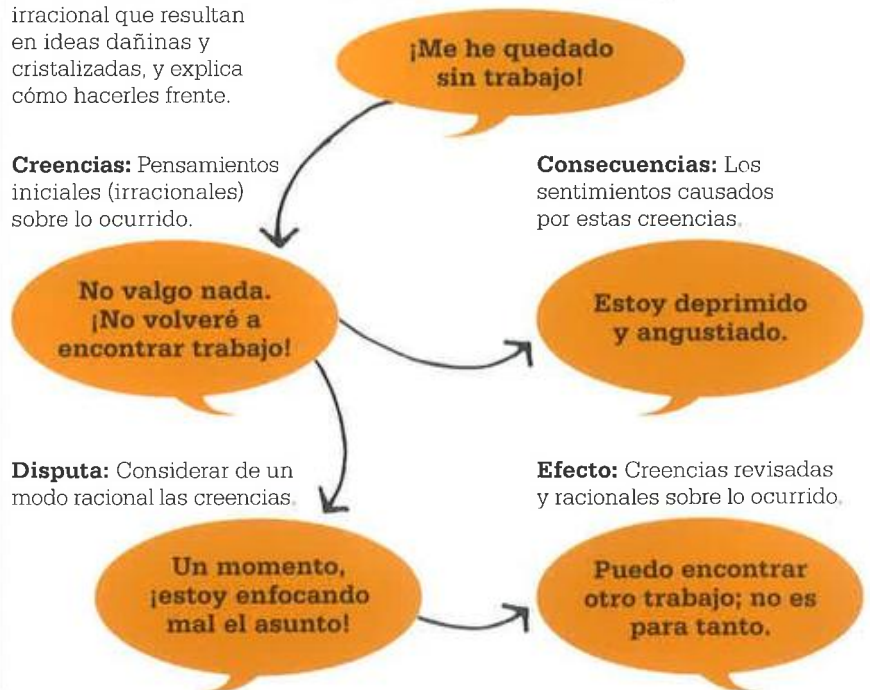 irracional que resultan
en ideas dañinas y
cristalizadas, y explica
cómo hacerles frente.
¡Me he quedado
sin trabajo!
Creencias: Pensamientos
iniciales (irracionales)
sobre lo ocurrido.
No valgo nada.
¡No volveré a
encontrar trabajo!
Consecuencias: Los
sentimientos causados
por estas creencias.
Estoy deprimido
y angustiado.
Disputa: Considerar de un
modo racional las creencias.
Un momento,
¡estoy enfocando
mal el asunto!
Efecto: Creencias revisadas
y racionales sobre lo ocurrido.
Puedo encontrar
otro trabajo; no es
para tanto.